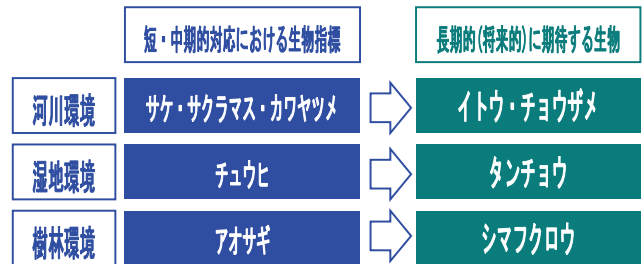 短・中期的対応における生物指標
長期的(将来的)に期待する生物
河川環境
サケ・サクラマス・カワヤツメ
イトウ・チョウザメ
湿地環境
チュウヒ
タンチョウ
樹林環境
アオサギ
シマフクロウ